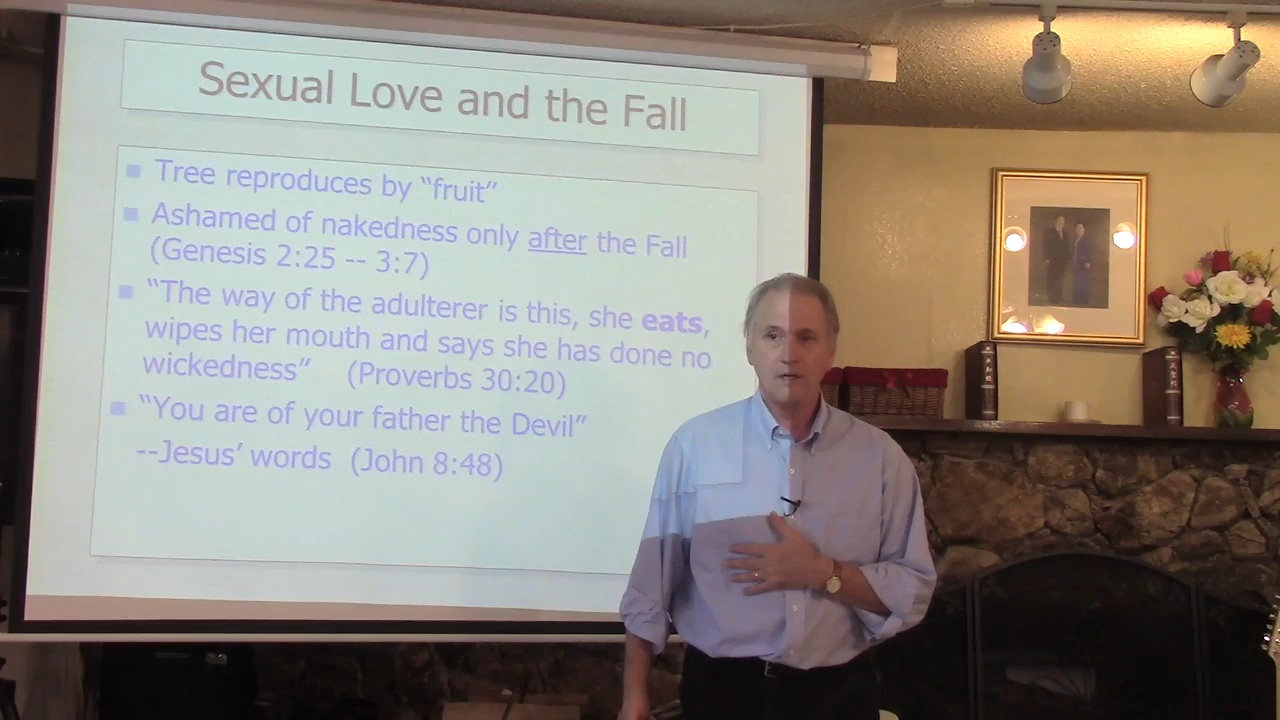 Sexual Love and the Fall
Tree reproduces by “fruit”
Ashamed of nakedness only after the Fall
(Genesis 2:25 -- 3:7)
“The way of the adulterer is this, she eats,
wipes her mouth and says she has done no
wickedness” (Proverbs 30:20)
“You are of your father the Devil”
--Jesus’ words (John 8:48)